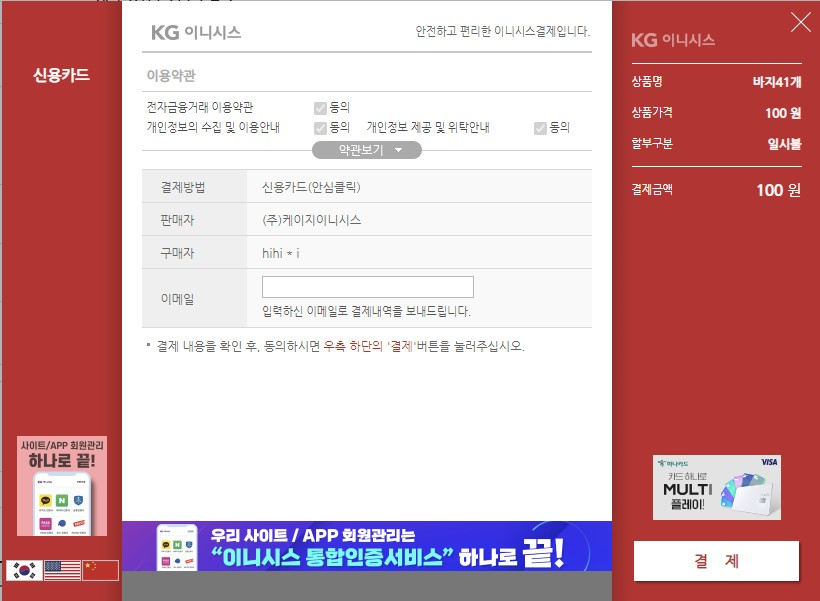 신용카드
KG 이니시스
안전하고 편리한 이니시스결제입니다.
이용약관
전자금융거래 이용약관 동의
개인정보의 수집 및 이용안내 동의 개인정보 제공 및 위탁안내 동의
약관보기
결제방법 신용카드(안심클릭)
판매자 (주)케이지이니시스
구매자 hihi * i
이메일
입력하신 이메일로 결제내역을 보내드립니다.
결제 내용을 확인 후, 동의하시면 우측 하단의 '결제'버튼을 눌러주십시오.
사이트/APP 회원관리
하나로 끝!
우리 사이트 / APP 회원관리는
“이니시스 통합인증서비스” 하나로 끝!
KG 이니시스
상품명 바지41개
상품가격 100 원
할부구분 일시불
결제금액 100 원
하나카드 VISA
카드 하나로
MULTI
플레이!
결 제